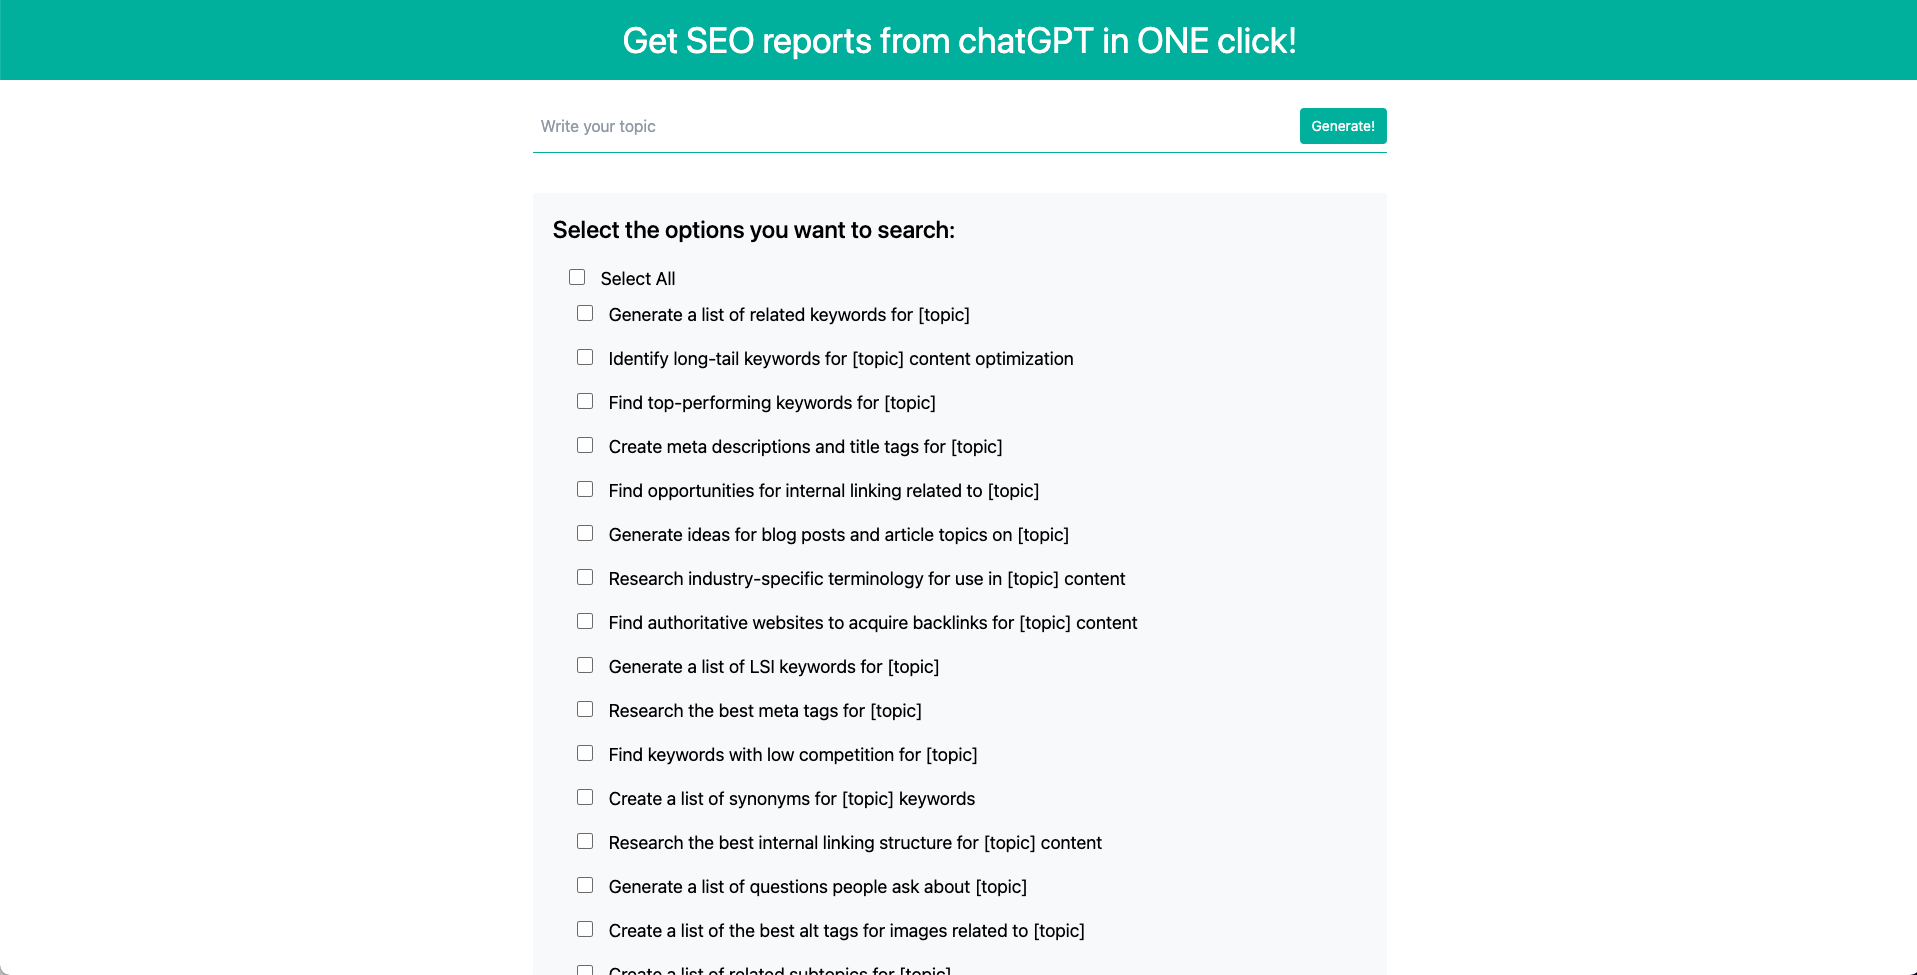 Get SEO reports from chatGPT in ONE click!
Write your topic
Generate!
Select the options you want to search:
Select All
Generate a list of related keywords for [topic]
Identify long-tail keywords for [topic] content optimization
Find top-performing keywords for [topic]
Create meta descriptions and title tags for [topic]
Find opportunities for internal linking related to [topic]
Generate ideas for blog posts and article topics on [topic]
Research industry-specific terminology for use in [topic] content
Find authoritative websites to acquire backlinks for [topic] content
Generate a list of LSI keywords for [topic]
Research the best meta tags for [topic]
Find keywords with low competition for [topic]
Create a list of synonyms for [topic] keywords
Research the best internal linking structure for [topic] content
Generate a list of questions people ask about [topic]
Create a list of the best alt tags for images related to [topic]
Create a list of related subtopics for [topic]